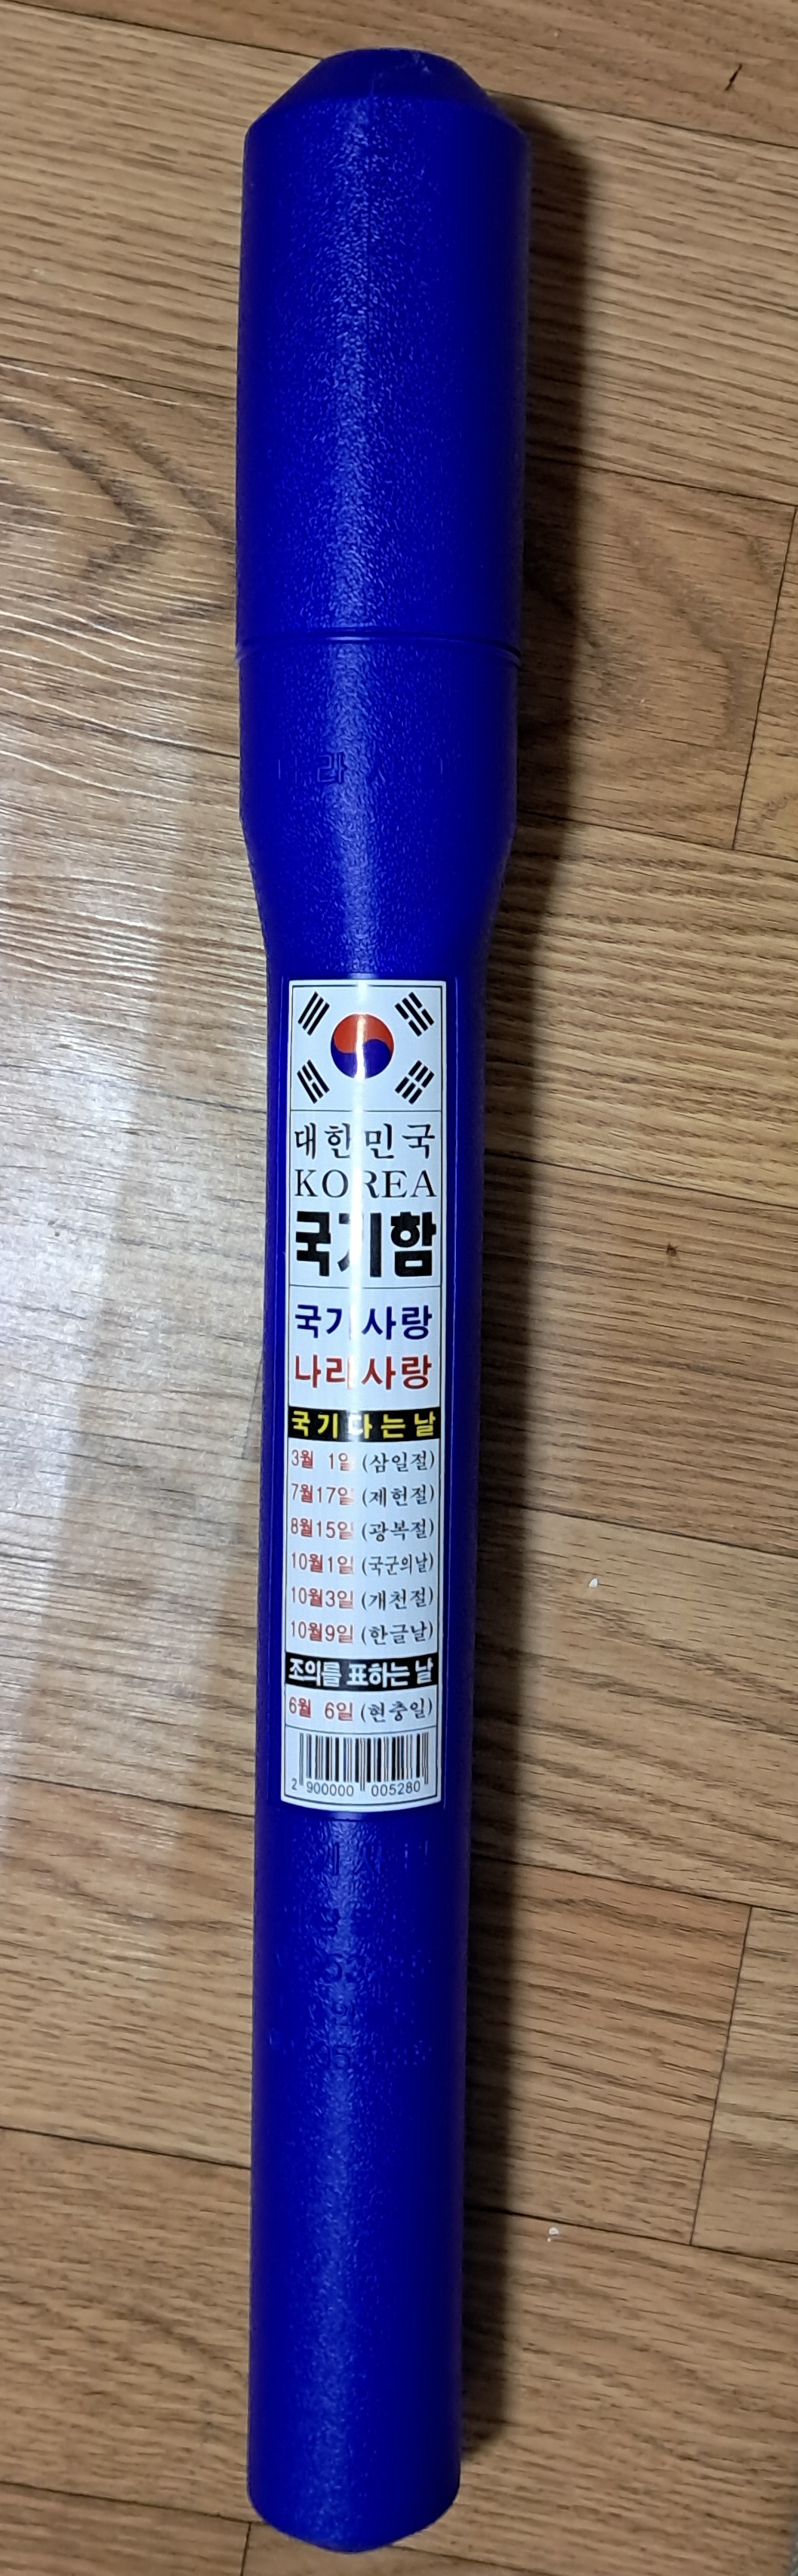 대한민국
KOREA
국기함
국기사랑
나라사랑
국기 다는 날
3월 1일 (삼일절)
7월17일 (제헌절)
8월15일 (광복절)
10월1일 (국군의날)
10월3일 (개천절)
10월9일 (한글날)
조의를 표하는 날
6월 6일 (현충일)
2 900000 005280